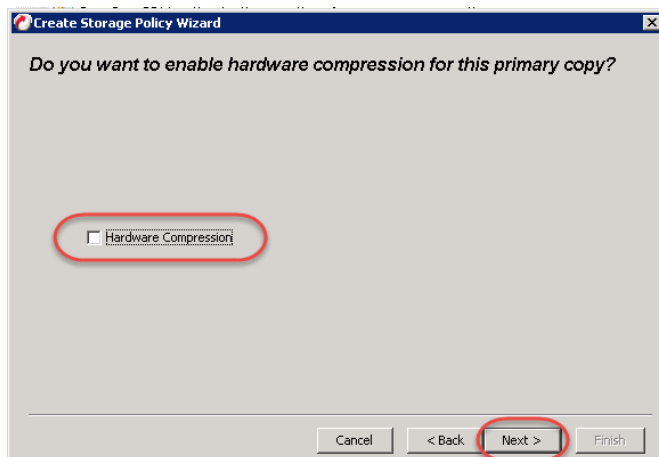 Create Storage Policy Wizard
Do you want to enable hardware compression for this primary copy?
Hardware Compression
Cancel < Back Next > Finish